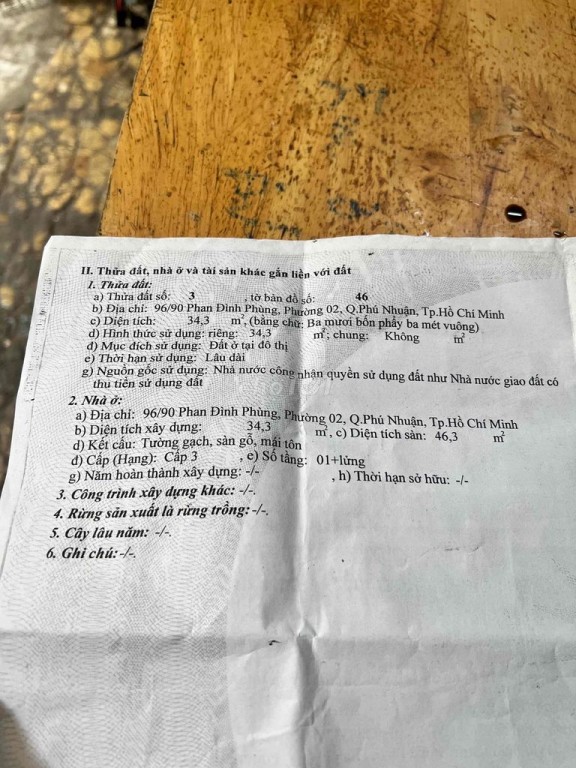 II. Thửa đất, nhà ở và tài sản khác gắn liền với đất
1. Thửa đất:
a) Thửa đất số: 3 , tờ bản đồ số: 46
b) Địa chỉ: 96/90 Phan Đình Phùng, Phường 02, Q.Phú Nhuận, Tp.Hồ Chí Minh
c) Diện tích: 34,3 m², (bằng chữ: Ba mươi bốn phẩy ba mét vuông)
d) Hình thức sử dụng: riêng: 34,3 m²; chung: Không m²
đ) Mục đích sử dụng: Đất ở tại đô thị
e) Thời hạn sử dụng: Lâu dài
g) Nguồn gốc sử dụng: Nhà nước công nhận quyền sử dụng đất như Nhà nước giao đất có
thu tiền sử dụng đất
2. Nhà ở:
a) Địa chỉ: 96/90 Phan Đình Phùng, Phường 02, Q.Phú Nhuận, Tp.Hồ Chí Minh
b) Diện tích xây dựng: 34,3 m², c) Diện tích sàn: 46,3 m²
d) Kết cấu: Tường gạch, sàn gỗ, mái tôn
đ) Cấp (Hạng): Cấp 3 , e) Số tầng: 01+lửng
g) Năm hoàn thành xây dựng: -/- , h) Thời hạn sở hữu: -/-
3. Công trình xây dựng khác: -/-.
4. Rừng sản xuất là rừng trồng: -/-.
5. Cây lâu năm: -/-.
6. Ghi chú: -/-.